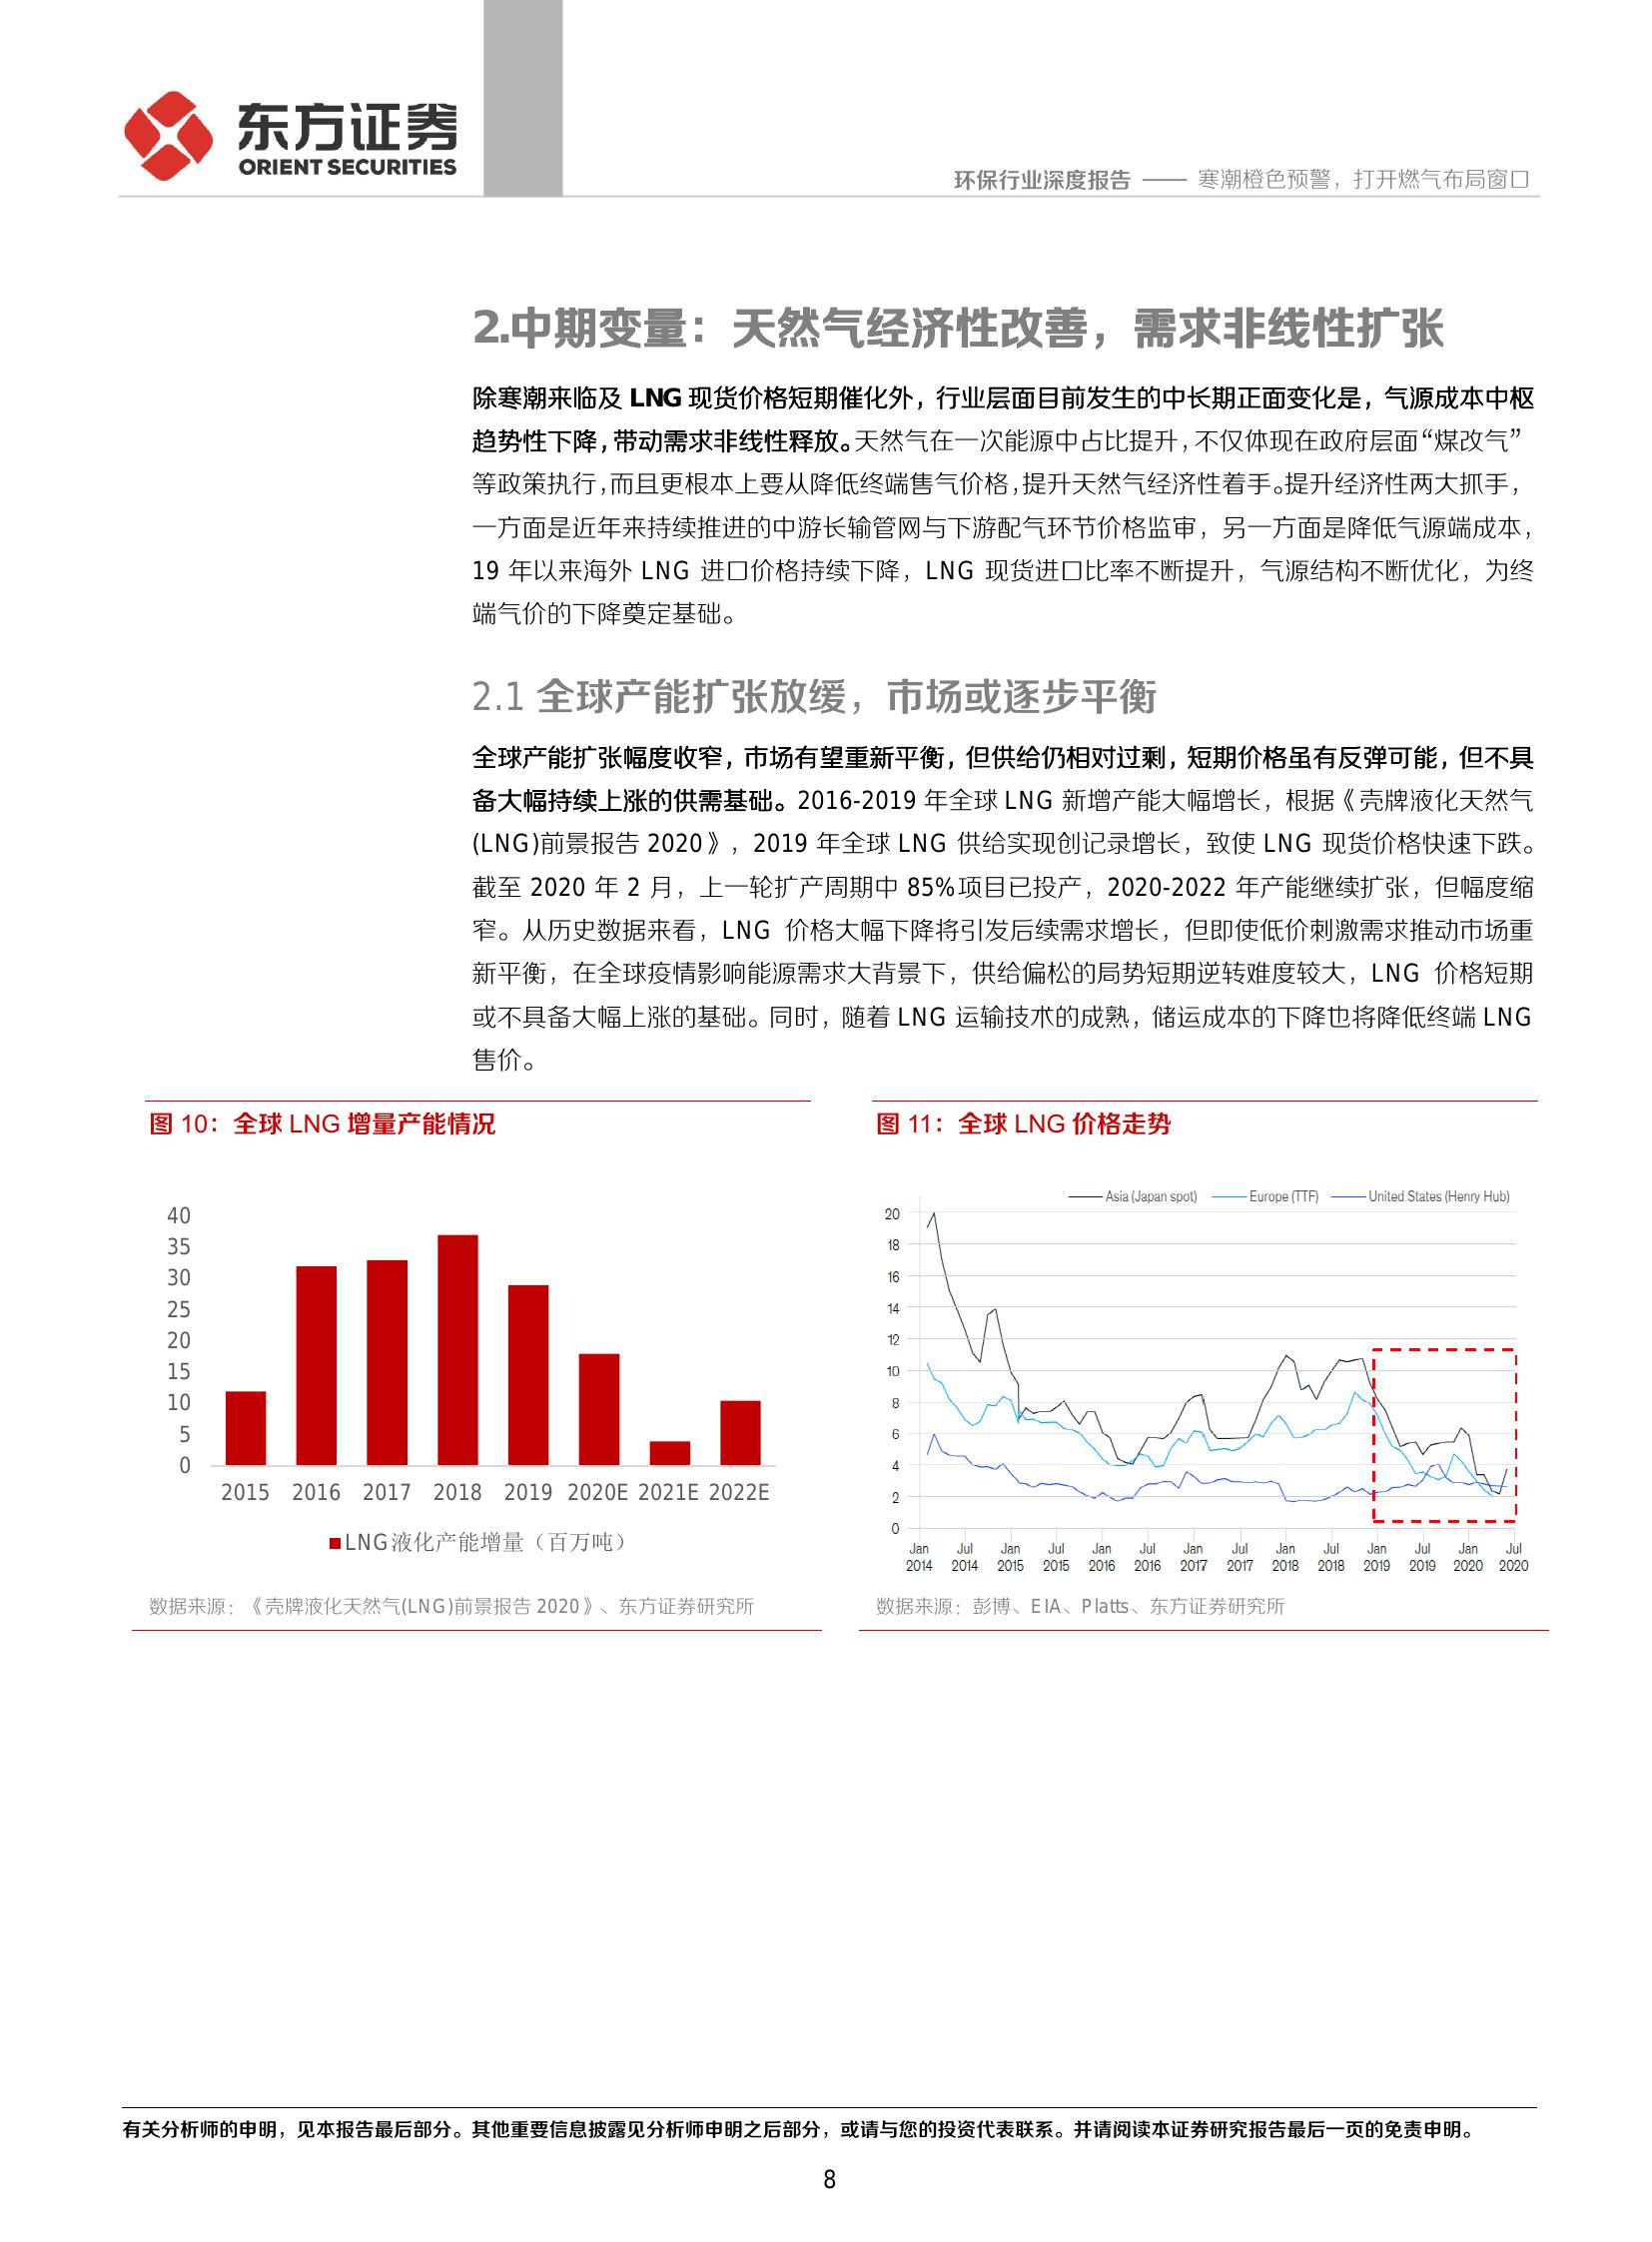 东方证券
ORIENT SECURITIES
环保行业深度报告 —— 寒潮橙色预警，打开燃气布局窗口
2.中期变量：天然气经济性改善，需求非线性扩张
除寒潮来临及 LNG 现货价格短期催化外，行业层面目前发生的中长期正面变化是，气源成本中枢
趋势性下降，带动需求非线性释放。天然气在一次能源中占比提升，不仅体现在政府层面“煤改气”
等政策执行，而且更根本上要从降低终端售气价格，提升天然气经济性着手。提升经济性两大抓手，
一方面是近年来持续推进的中游长输管网与下游配气环节价格监审，另一方面是降低气源端成本，
19 年以来海外 LNG 进口价格持续下降，LNG 现货进口比率不断提升，气源结构不断优化，为终
端气价的下降奠定基础。
2.1 全球产能扩张放缓，市场或逐步平衡
全球产能扩张幅度收窄，市场有望重新平衡，但供给仍相对过剩，短期价格虽有反弹可能，但不具
备大幅持续上涨的供需基础。2016-2019 年全球 LNG 新增产能大幅增长，根据《壳牌液化天然气
(LNG)前景报告 2020》，2019 年全球 LNG 供给实现创记录增长，致使 LNG 现货价格快速下跌。
截至 2020 年 2 月，上一轮扩产周期中 85%项目已投产，2020-2022 年产能继续扩张，但幅度缩
窄。从历史数据来看，LNG 价格大幅下降将引发后续需求增长，但即使低价刺激需求推动市场重
新平衡，在全球疫情影响能源需求大背景下，供给偏松的局势短期逆转难度较大，LNG 价格短期
或不具备大幅上涨的基础。同时，随着 LNG 运输技术的成熟，储运成本的下降也将降低终端 LNG
售价。
图 10：全球 LNG 增量产能情况
40
35
30
25
20
15
10
5
0
2015 2016 2017 2018 2019 2020E 2021E 2022E
LNG液化产能增量（百万吨）
数据来源：《壳牌液化天然气(LNG)前景报告 2020》、东方证券研究所
图 11：全球 LNG 价格走势
Asia (Japan spot) Europe (TTF) United States (Henry Hub)
20
18
16
14
12
10
8
6
4
2
0
Jan Jul Jan Jul Jan Jul Jan Jul Jan Jul Jan Jul Jan Jul
2014 2014 2015 2015 2016 2016 2017 2017 2018 2018 2019 2019 2020 2020
数据来源：彭博、EIA、Platts、东方证券研究所
有关分析师的申明，见本报告最后部分。其他重要信息披露见分析师申明之后部分，或请与您的投资代表联系。并请阅读本证券研究报告最后一页的免责申明。
8